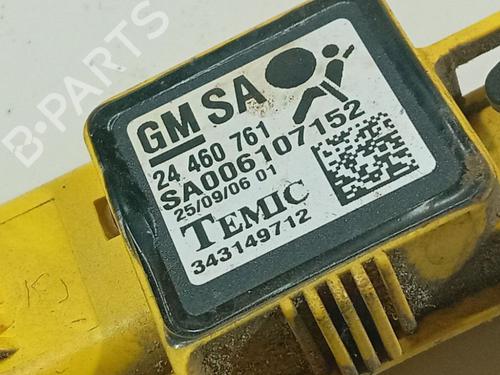 B-PARTS
GM SA
24 460 761
SA006107152
25/09/06 01
TEMIC
343149712